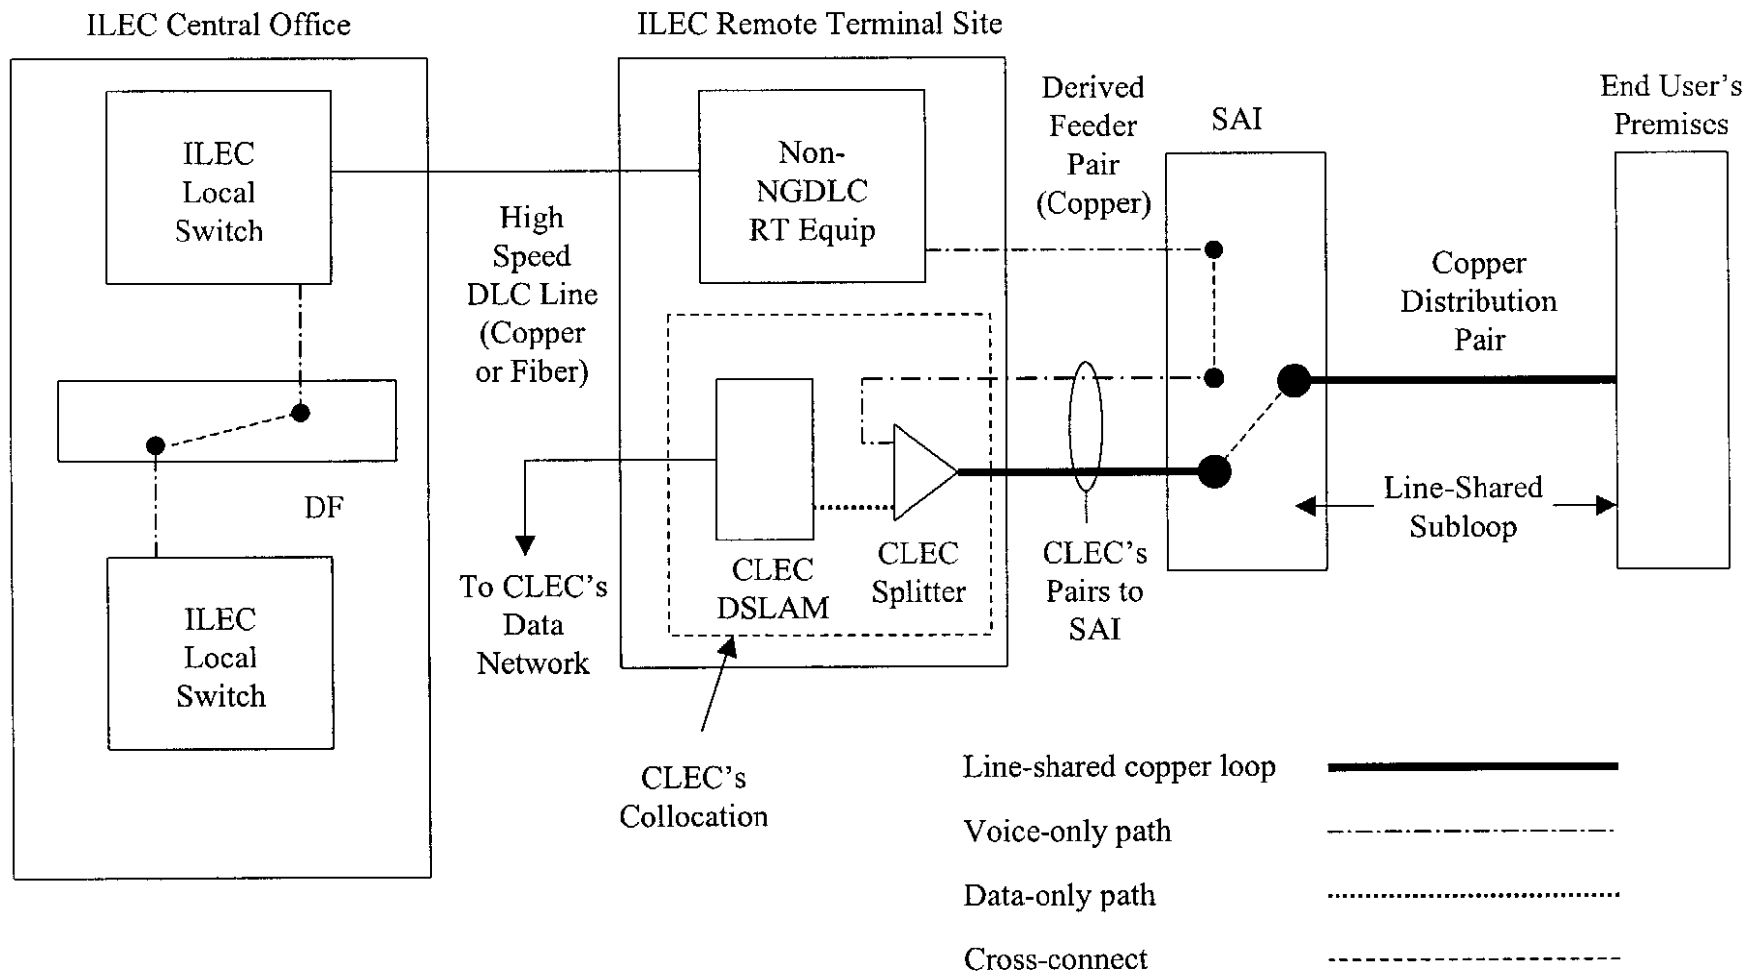 ILEC Central Office
ILEC Remote Terminal Site
ILEC
Local
Switch
DF
ILEC
Local
Switch
High
Speed
DLC Line
(Copper
or Fiber)
To CLEC's
Data
Network
Non-
NGDLC
RT Equip
CLEC
DSLAM
CLEC
Splitter
CLEC's
Collocation
Derived
Feeder
Pair
(Copper)
CLEC's
Pairs to
SAI
SAI
Copper
Distribution
Pair
Line-Shared
Subloop
End User's
Premises
Line-shared copper loop
Voice-only path
Data-only path
Cross-connect